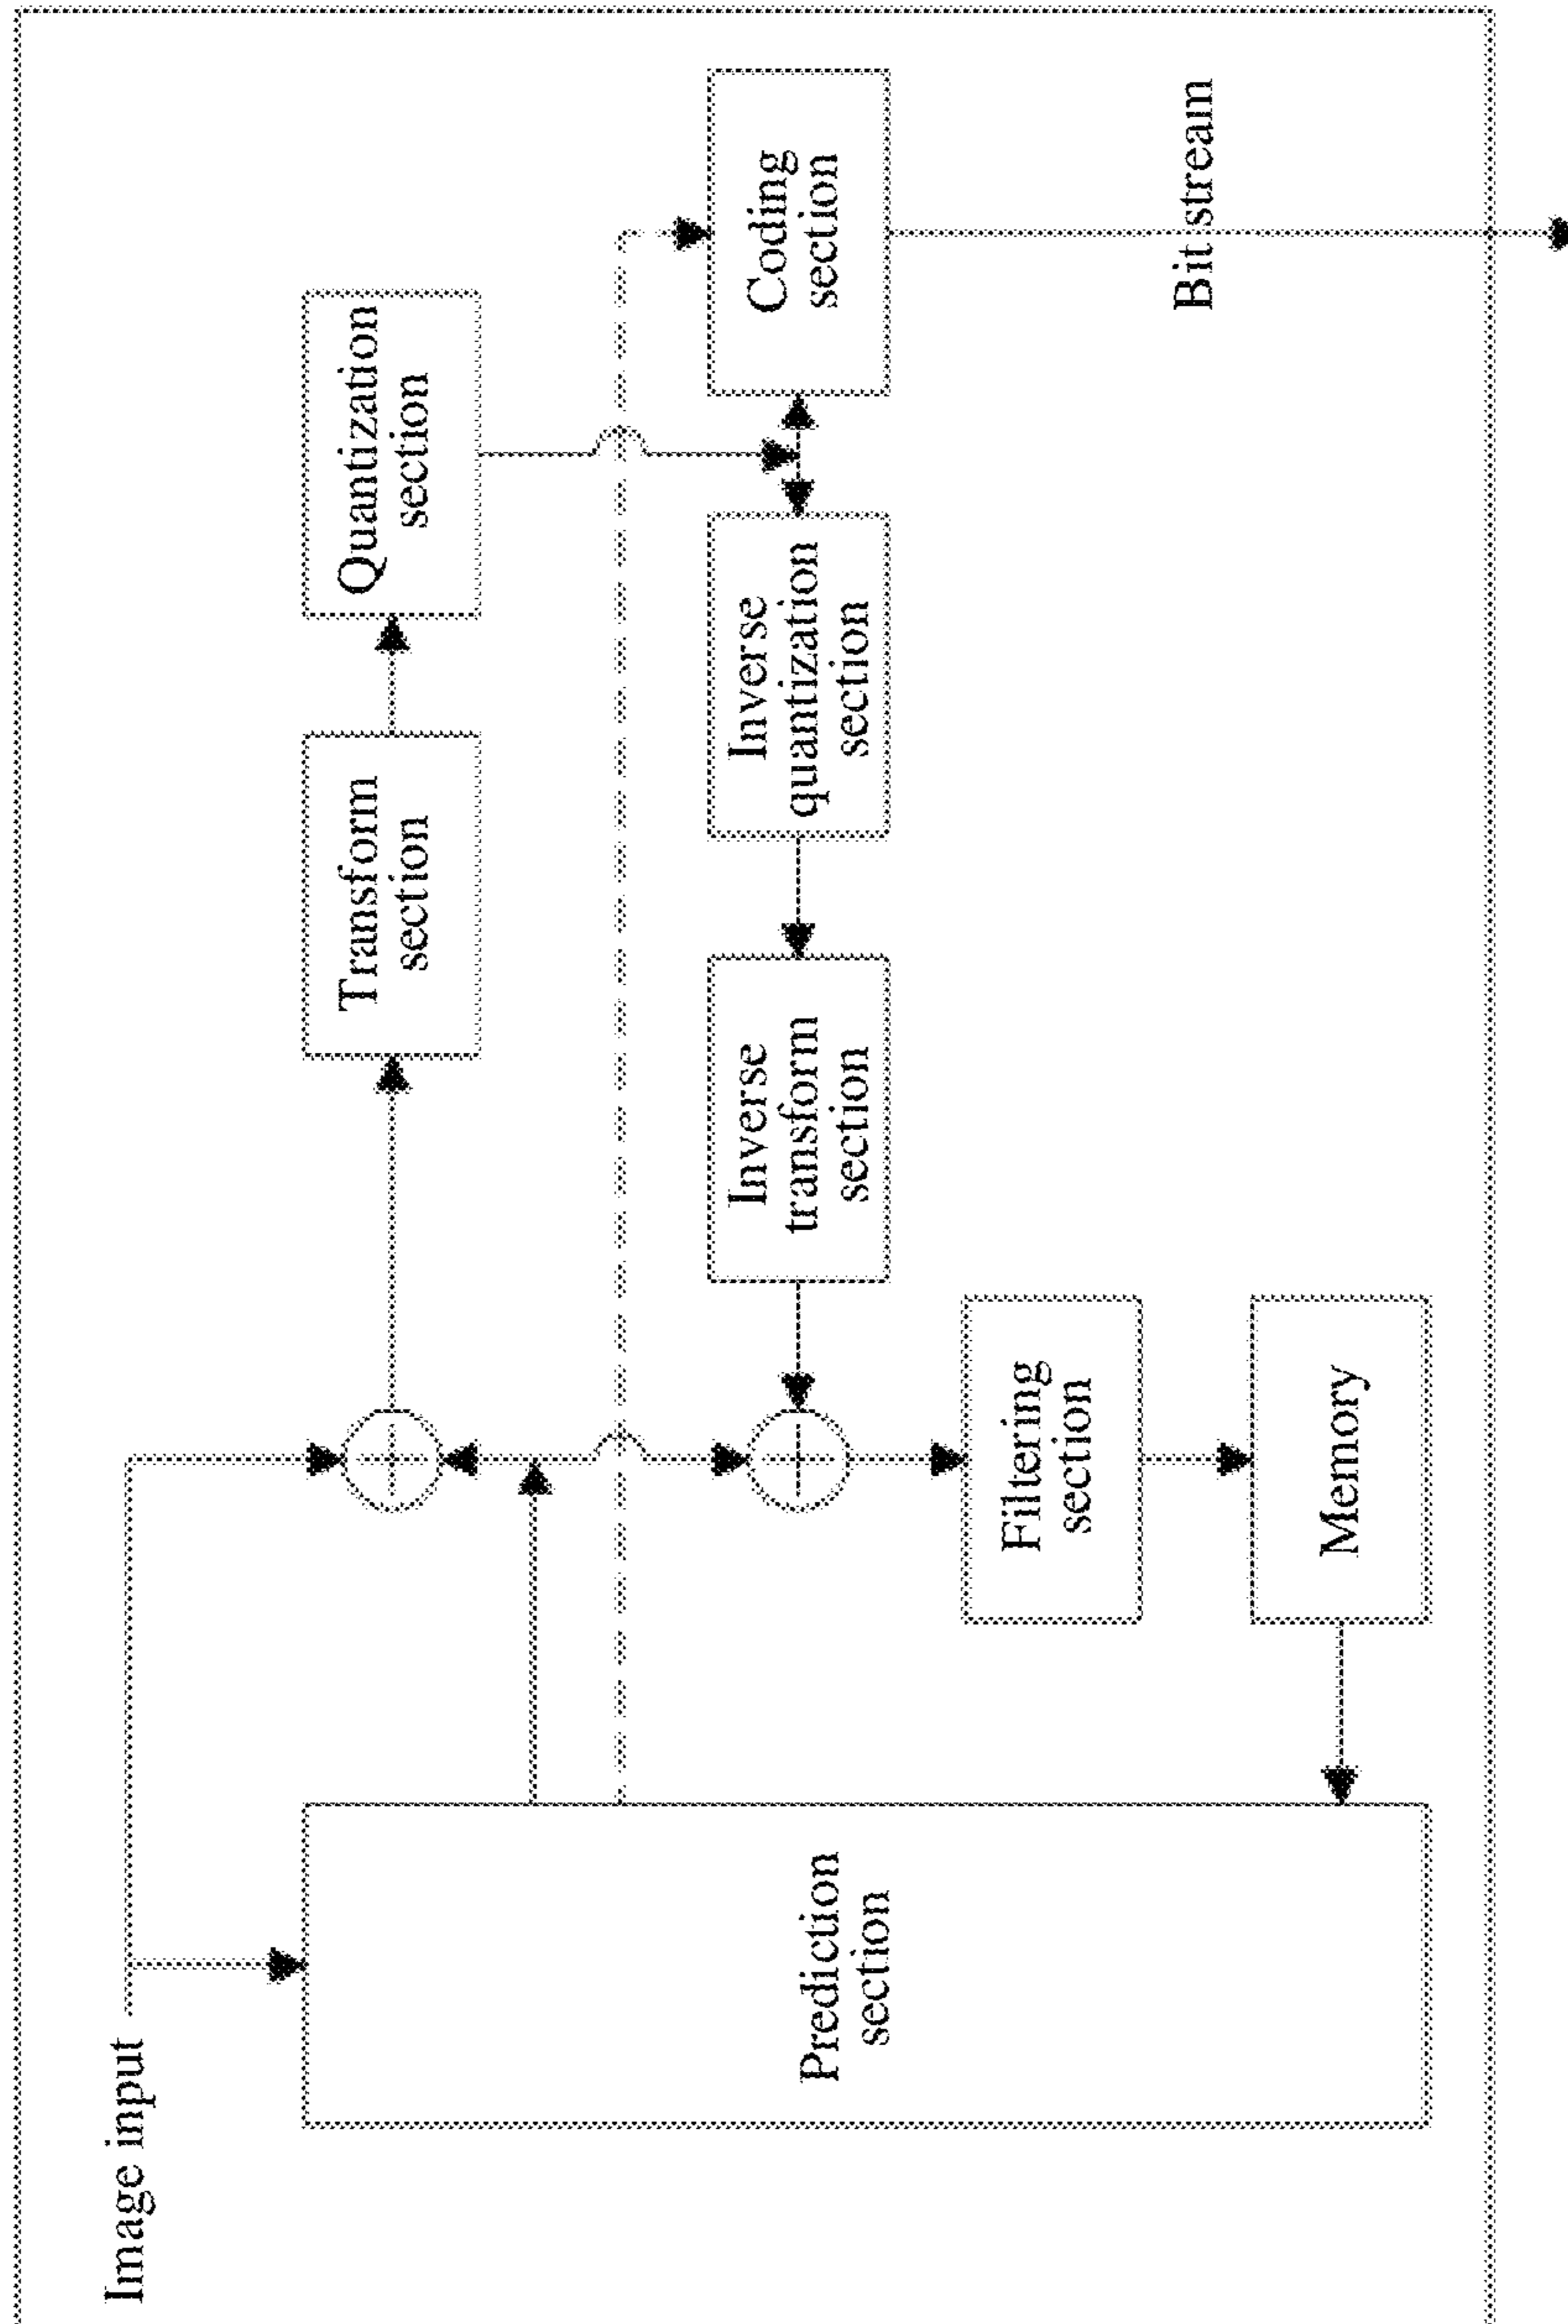 Image input
Prediction
section
Transform
section
Quantization
section
Inverse
transform
section
Inverse
quantization
section
Coding
section
Filtering
section
Memory
Bit stream